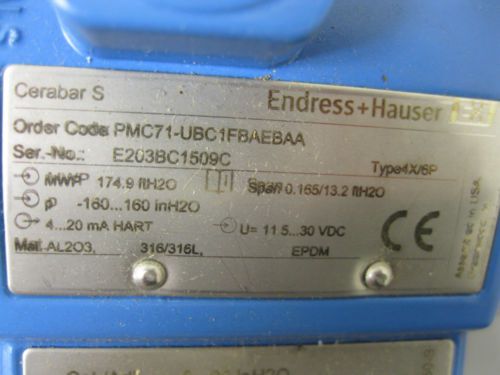 Cerabar S
Endress+Hauser
Order Code PMC71-UBC1FBAEBAA
Ser.-No.: E203BC1509C
Type4X/6P
MWP 174.9 ftH2O Span 0.165/13.2 ftH2O
p -160...160 inH2O
4...20 mA HART U= 11.5...30 VDC
CE
Mat. AL2O3, 316/316L, EPDM
in USA